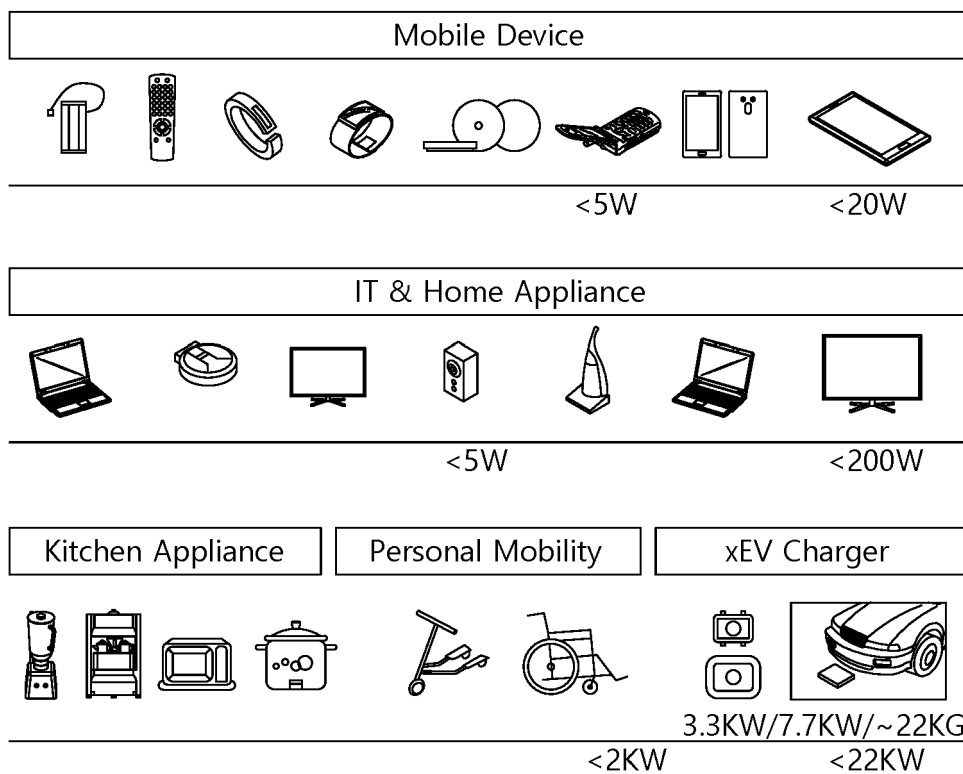 Mobile Device
<5W <20W
IT & Home Appliance
<5W <200W
Kitchen Appliance Personal Mobility xEV Charger
3.3KW/7.7KW/~22KG
<2KW <22KW